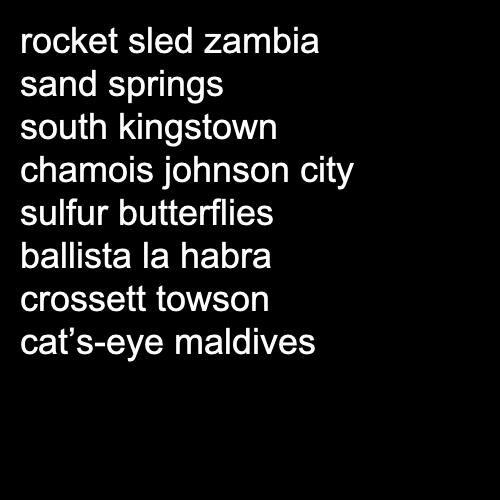 rocket sled zambia
sand springs
south kingstown
chamois johnson city
sulfur butterflies
ballista la habra
crossett towson
cat’s-eye maldives